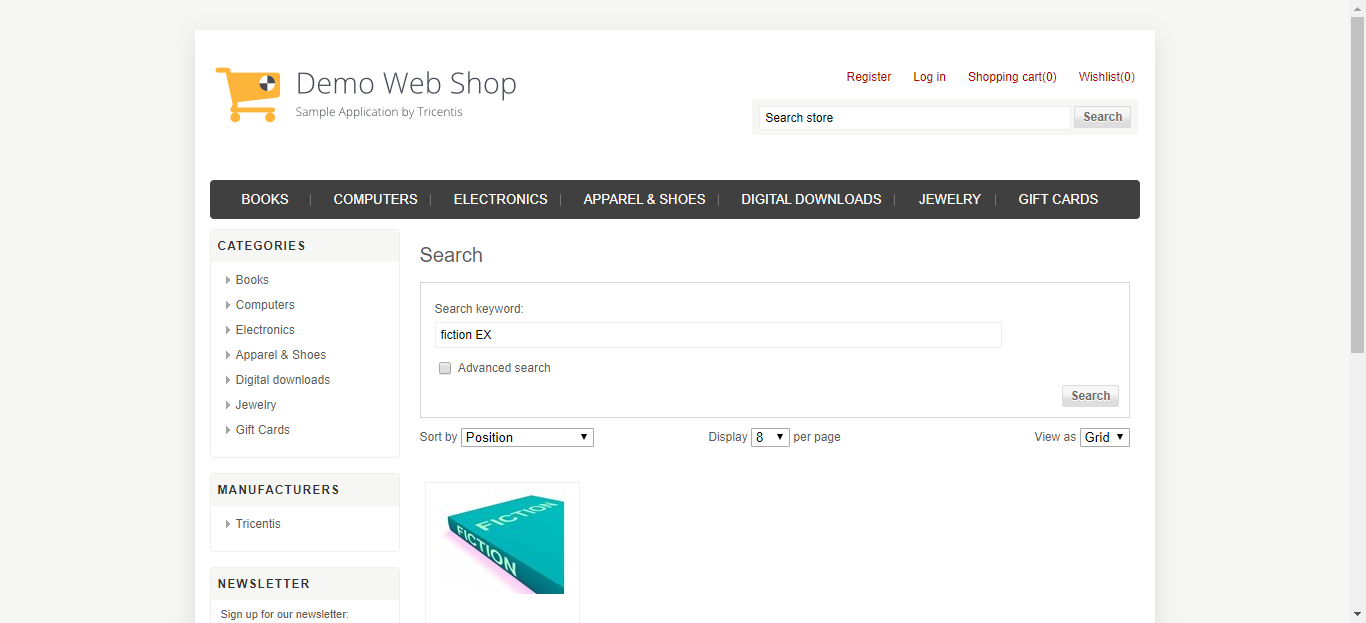 Demo Web Shop
Sample Application by Tricentis
Register Log in Shopping cart(0) Wishlist(0)
Search store Search
BOOKS | COMPUTERS | ELECTRONICS | APPAREL & SHOES | DIGITAL DOWNLOADS | JEWELRY | GIFT CARDS
CATEGORIES
Books
Computers
Electronics
Apparel & Shoes
Digital downloads
Jewelry
Gift Cards
MANUFACTURERS
Tricentis
NEWSLETTER
Sign up for our newsletter:
Search
Search keyword:
fiction EX
Advanced search
Search
Sort by Position Display 8 per page View as Grid
FICTION
FICTION